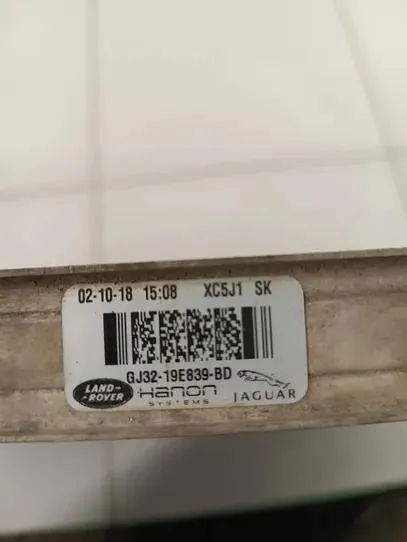 02-10-18 15:08 XC5J1 SK
GJ32-19E839-BD
LAND-
-ROVER
Hanon
SYSTEMS
JAGUAR